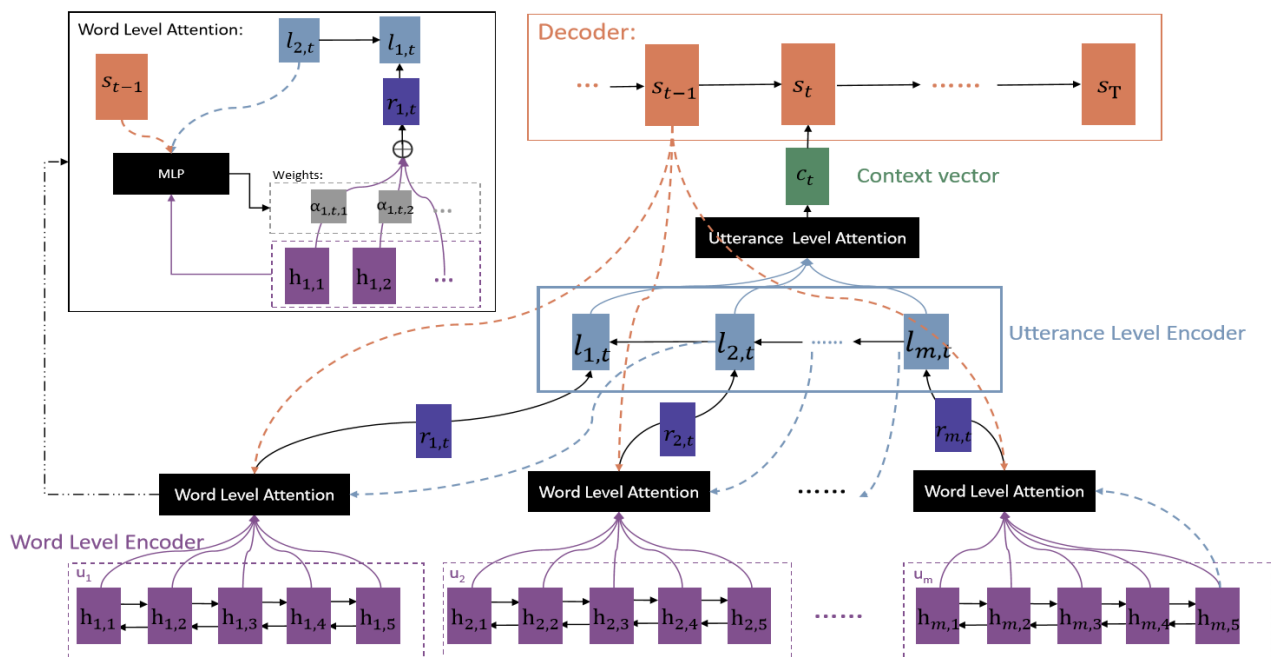 Word Level Attention:
l2,t
l1,t
st−1
r1,t
MLP
Weights:
α1,t,1
α1,t,2
...
h1,1
h1,2
...
Decoder:
...
st−1
st
......
sT
ct
Context vector
Utterance Level Attention
Utterance Level Encoder
l1,t
l2,t
......
lm,t
r1,t
r2,t
rm,t
Word Level Attention
Word Level Attention
......
Word Level Attention
Word Level Encoder
u1
h1,1
h1,2
h1,3
h1,4
h1,5
u2
h2,1
h2,2
h2,3
h2,4
h2,5
......
um
hm,1
hm,2
hm,3
hm,4
hm,5